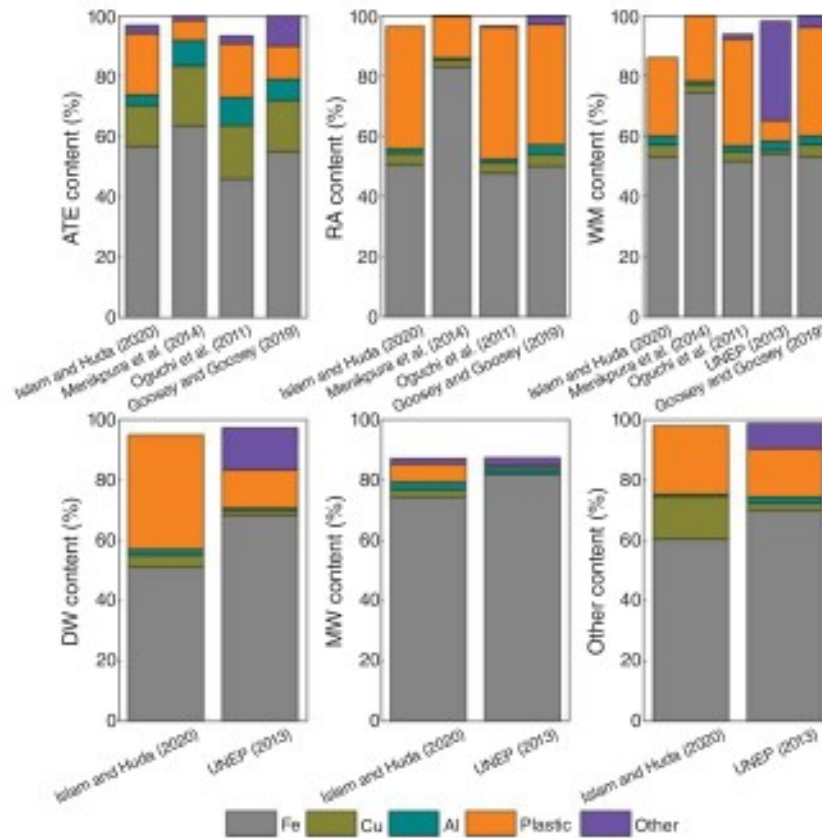 ATE content (%)
100
80
60
40
20
0
Islam and Huda (2020)
Menikpura et al. (2014)
Oguchi et al. (2011)
Goosey and Goosey (2019)
RA content (%)
100
80
60
40
20
0
Islam and Huda (2020)
Menikpura et al. (2014)
Oguchi et al. (2011)
Goosey and Goosey (2019)
WM content (%)
100
80
60
40
20
0
Islam and Huda (2020)
Menikpura et al. (2014)
Oguchi et al. (2011)
UNEP (2013)
Goosey and Goosey (2019)
DW content (%)
100
80
60
40
20
0
Islam and Huda (2020)
UNEP (2013)
MW content (%)
100
80
60
40
20
0
Islam and Huda (2020)
UNEP (2013)
Other content (%)
100
80
60
40
20
0
Islam and Huda (2020)
UNEP (2013)
Fe Cu Al Plastic Other